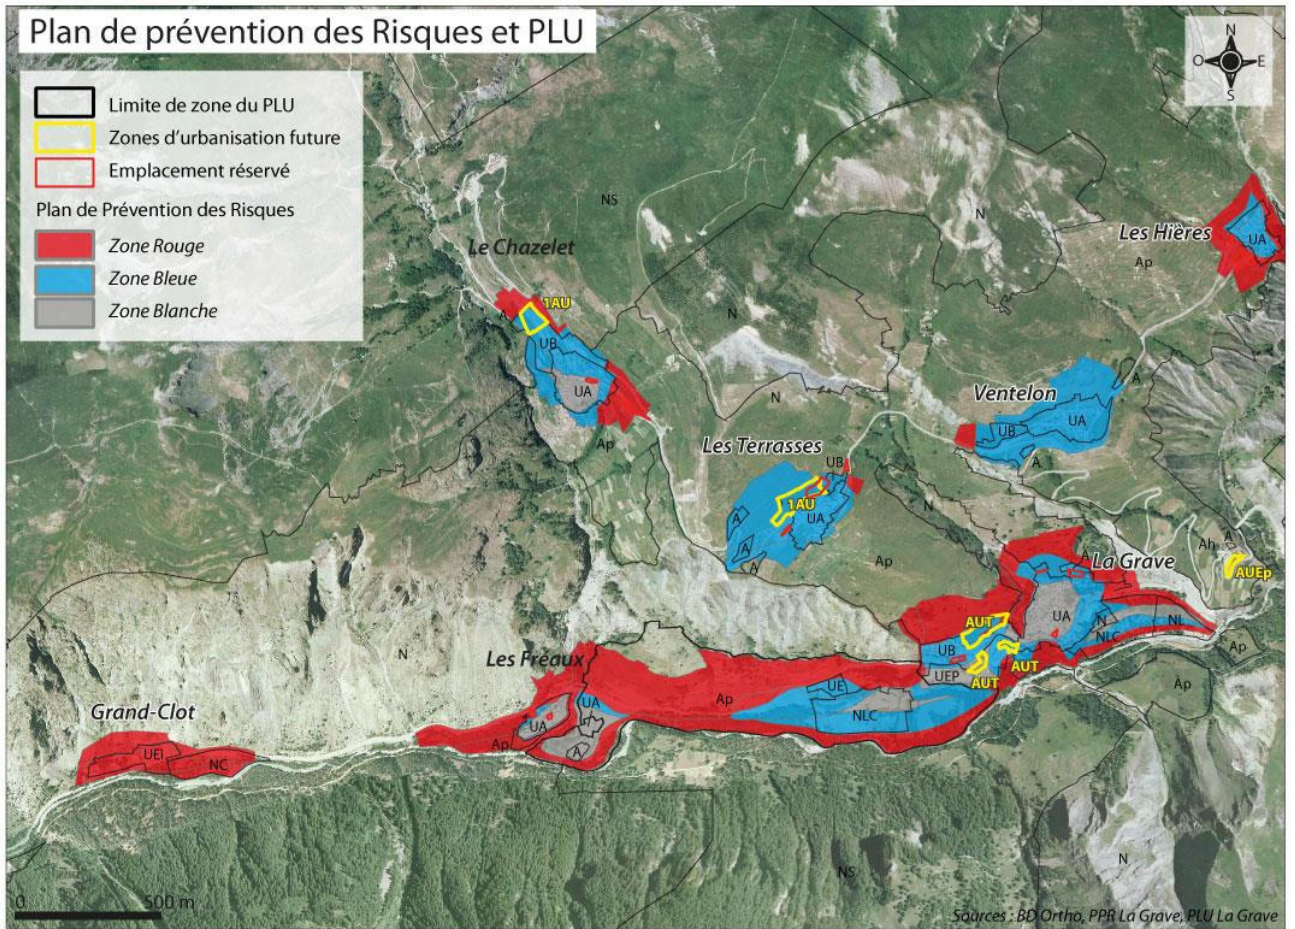 Plan de prévention des Risques et PLU
N
O E
S
Limite de zone du PLU
Zones d'urbanisation future
Emplacement réservé
Plan de Prévention des Risques
Zone Rouge
Zone Bleue
Zone Blanche
NS
N
Les Hières
UA
Ap
Le Chazelet
A
1AU
UB
UA
Ap
N
N
Ventelon
A
UB
UA
A
Les Terrasses
UB
1AU
UA
A
A
A
N
N
Ap
Ah
A
AUEp
A
La Grave
UA
N
NLC
NL
Ap
Ap
AUT
UB
AUT
AUT
UEP
N
Les Fréaux
UA
UA
Ap
A
Ap
UE
NLC
Grand-Clot
UEI
NC
NS
N
0 500 m
Sources : BD Ortho, PPR La Grave, PLU La Grave